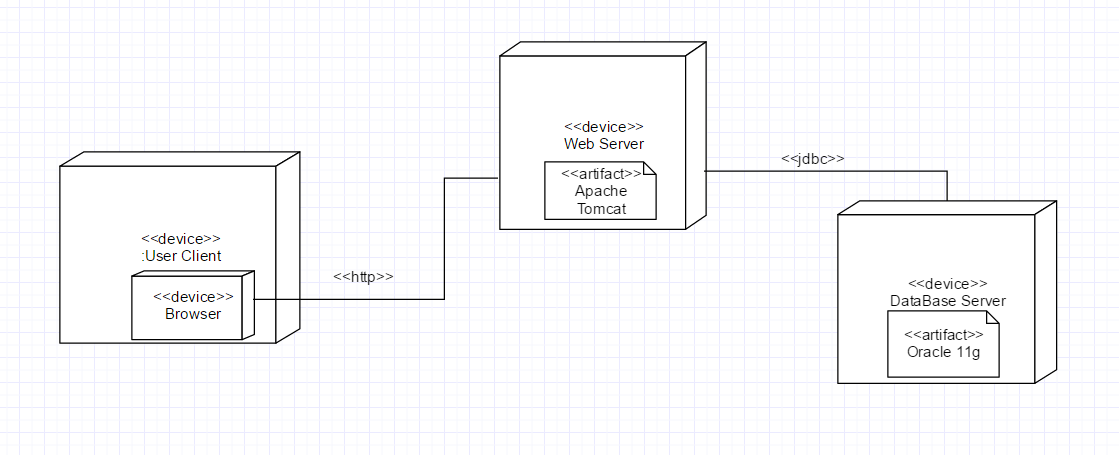 <<device>>
:User Client
<<device>>
Browser
<<http>>
<<device>>
Web Server
<<artifact>>
Apache
Tomcat
<<jdbc>>
<<device>>
DataBase Server
<<artifact>>
Oracle 11g